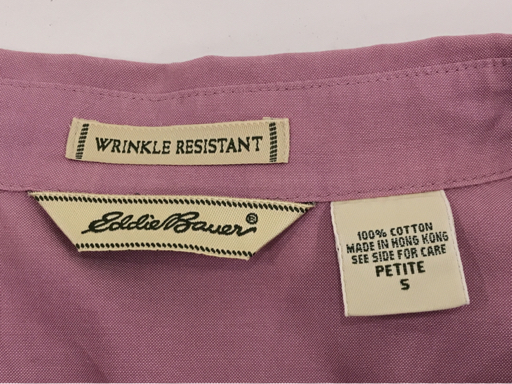 WRINKLE RESISTANT
Eddie Bauer®
100% COTTON
MADE IN HONG KONG
SEE SIDE FOR CARE
PETITE
S